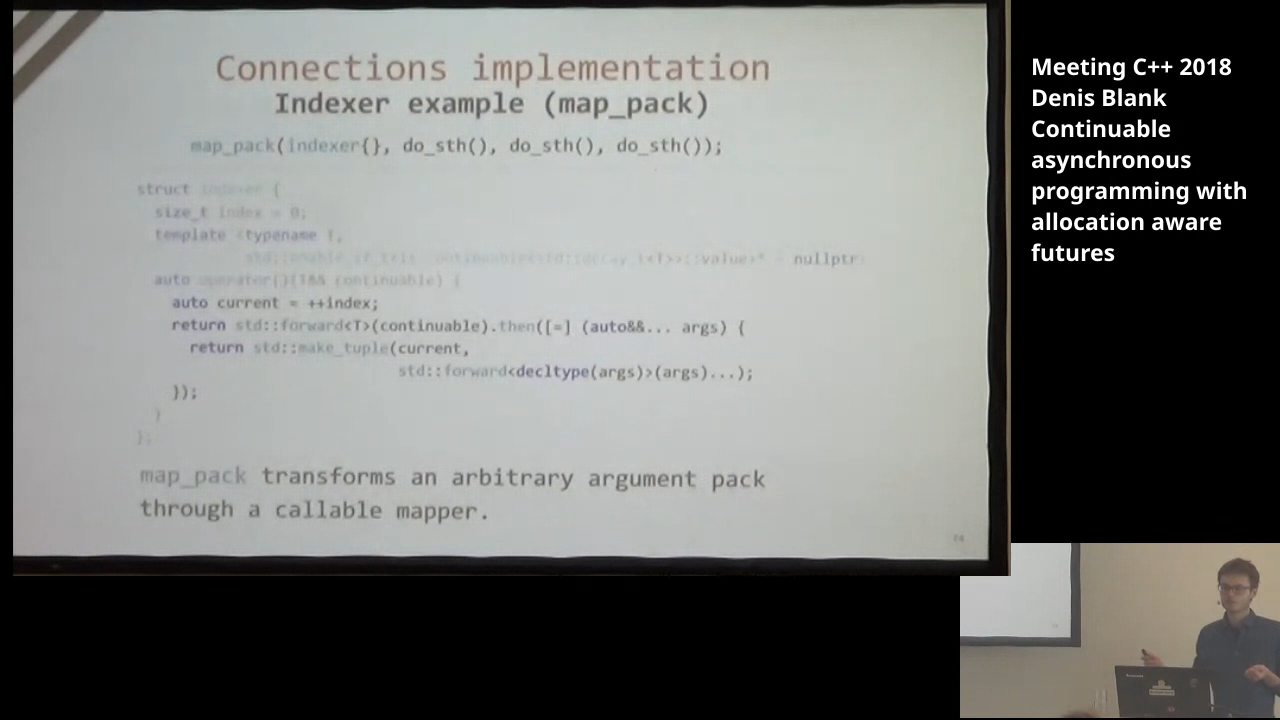 Connections implementation
Indexer example (map_pack)
map_pack(indexer{}, do_sth(), do_sth(), do_sth());
struct indexer {
size_t index = 0;
template <typename T,
nullptr
auto operator()(T&& continuable) {
auto current = ++index;
return std::forward<T>(continuable).then([=] (auto&&... args) {
return std::make_tuple(current,
std::forward<decltype(args)>(args)...);
});
}
};
map_pack transforms an arbitrary argument pack
through a callable mapper.
Meeting C++ 2018
Denis Blank
Continuable
asynchronous
programming with
allocation aware
futures